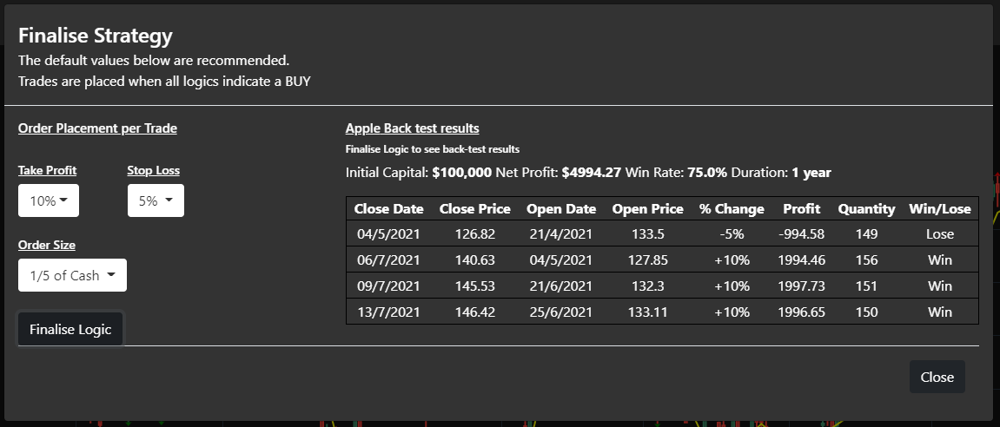 Finalise Strategy
The default values below are recommended.
Trades are placed when all logics indicate a BUY
Order Placement per Trade
Take Profit Stop Loss
10% 5%
Order Size
1/5 of Cash
Finalise Logic
Apple Back test results
Finalise Logic to see back-test results
Initial Capital: $100,000 Net Profit: $4994.27 Win Rate: 75.0% Duration: 1 year
Close Date Close Price Open Date Open Price % Change Profit Quantity Win/Lose
04/5/2021 126.82 21/4/2021 133.5 -5% -994.58 149 Lose
06/7/2021 140.63 04/5/2021 127.85 +10% 1994.46 156 Win
09/7/2021 145.53 21/6/2021 132.3 +10% 1997.73 151 Win
13/7/2021 146.42 25/6/2021 133.11 +10% 1996.65 150 Win
Close